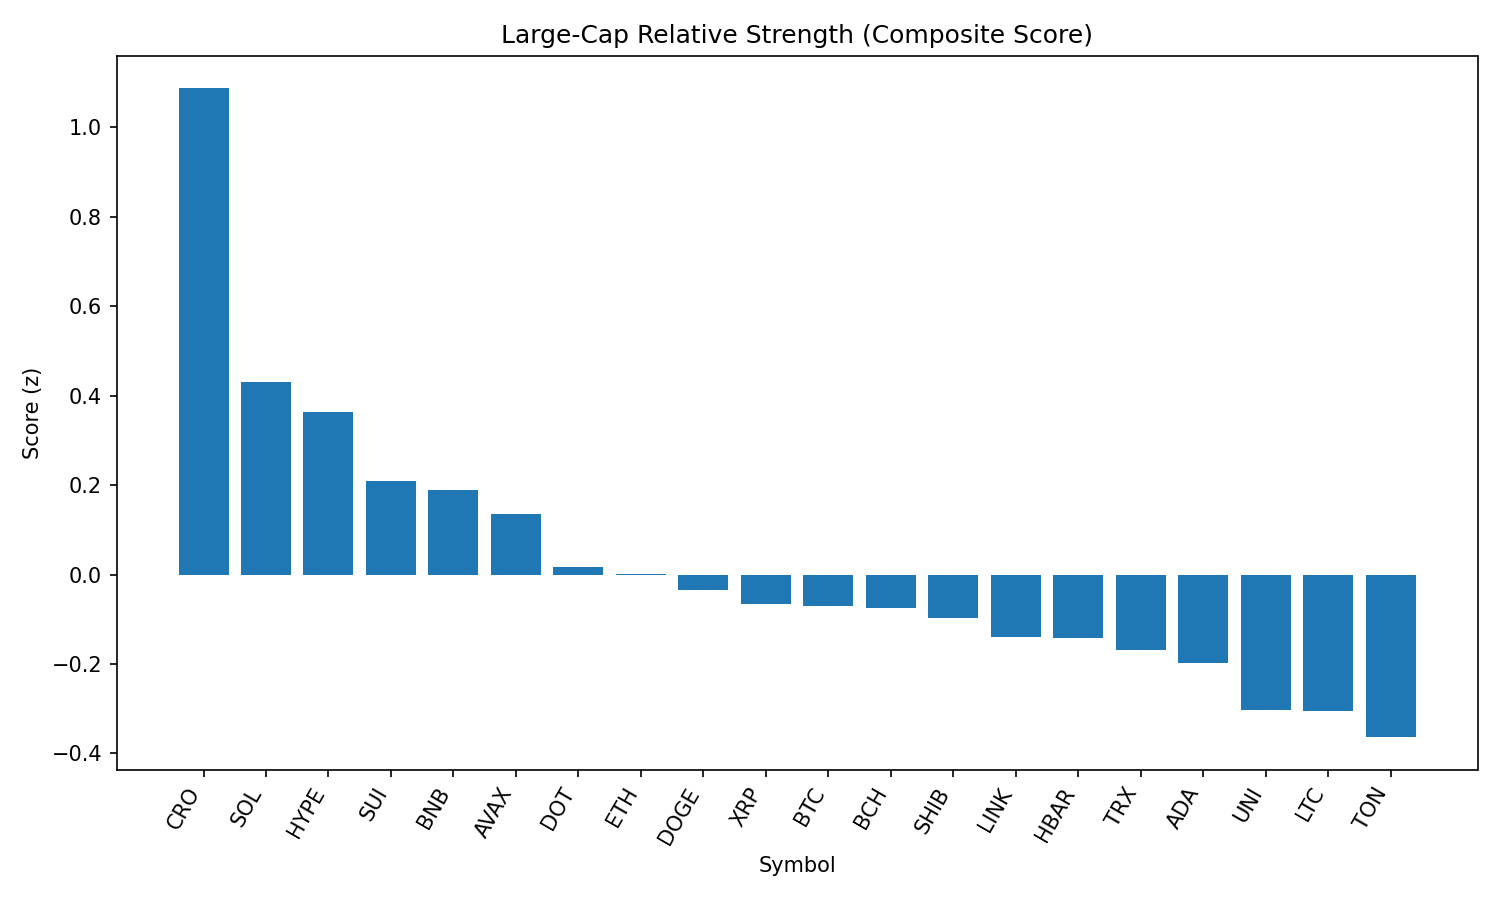 Large-Cap Relative Strength (Composite Score)
Score (z)
1.0
0.8
0.6
0.4
0.2
0.0
−0.2
−0.4
CRO
SOL
HYPE
SUI
BNB
AVAX
DOT
ETH
DOGE
XRP
BTC
BCH
SHIB
LINK
HBAR
TRX
ADA
UNI
LTC
TON
Symbol